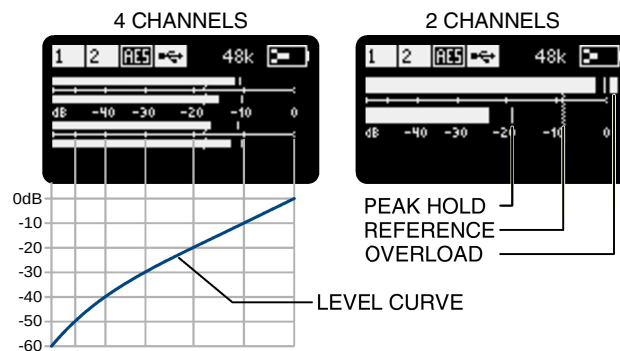 4 CHANNELS
2 CHANNELS
1 2 AES 48k
dB -40 -30 -20 -10 0
1 2 AES 48k
dB -40 -30 -20 -10 0
PEAK HOLD
REFERENCE
OVERLOAD
0dB
-10
-20
-30
-40
-50
-60
LEVEL CURVE